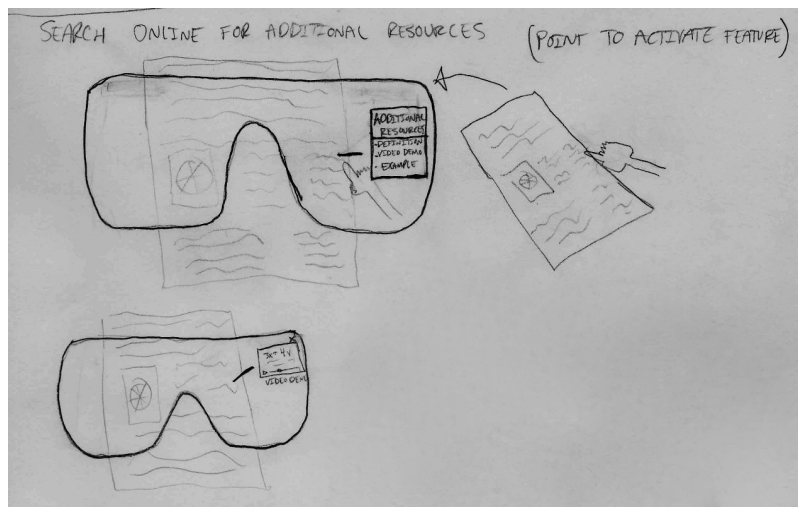 SEARCH ONLINE FOR ADDITIONAL RESOURCES (POINT TO ACTIVATE FEATURE)
ADDITIONAL
RESOURCES
-DEFINITION
-VIDEO DEMO
· EXAMPLE
X
VIDEO DEMO